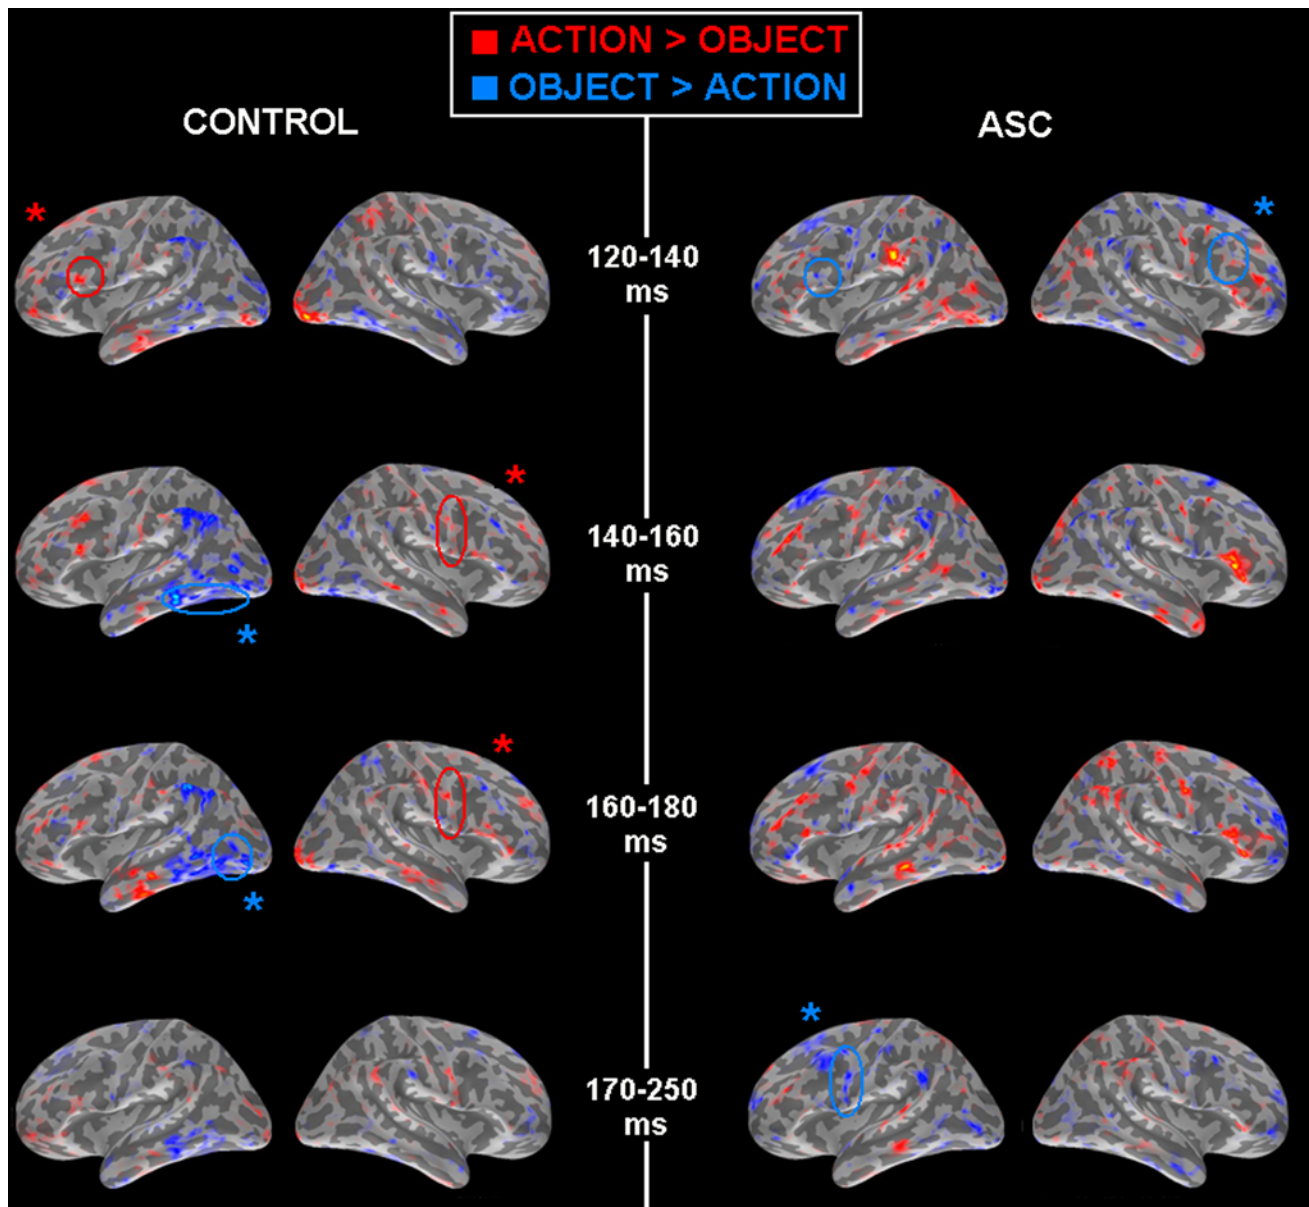 ACTION > OBJECT
OBJECT > ACTION
CONTROL
ASC
*
*
120-140
ms
*
140-160
ms
*
*
160-180
ms
*
*
170-250
ms